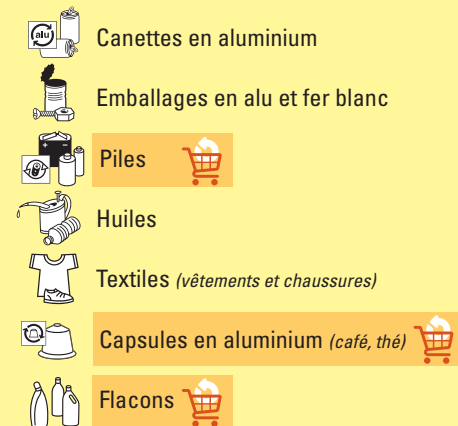 alu
Canettes en aluminium
Emballages en alu et fer blanc
Piles
Huiles
Textiles (vêtements et chaussures)
Capsules en aluminium (café, thé)
Flacons